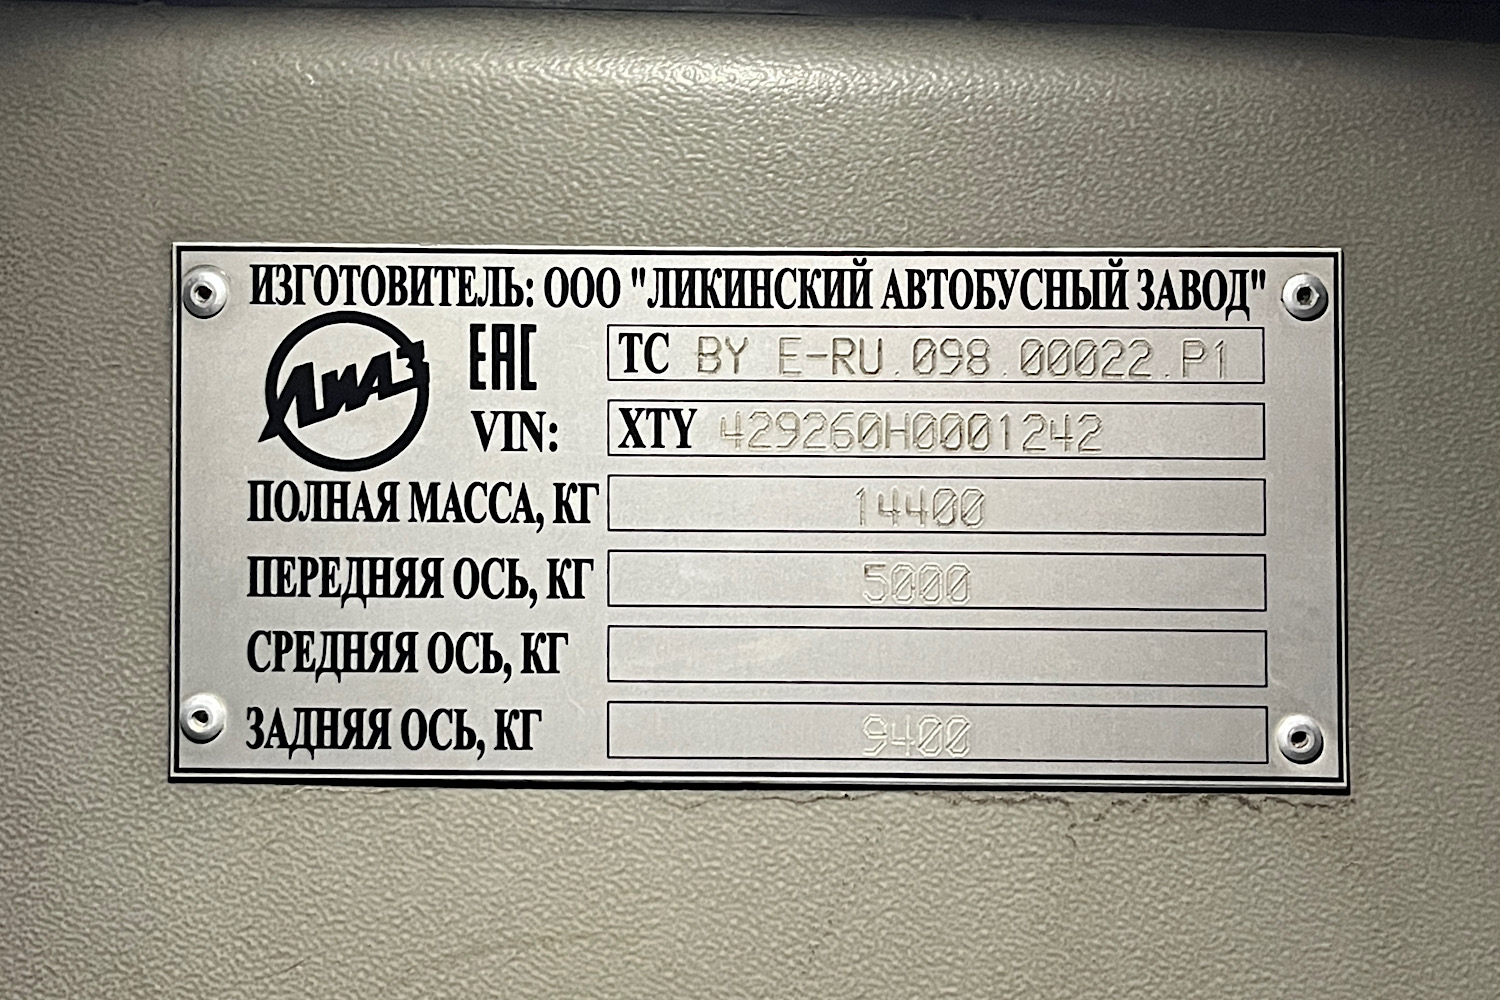 ИЗГОТОВИТЕЛЬ: ООО "ЛИКИНСКИЙ АВТОБУСНЫЙ ЗАВОД"
ЛиАЗ
EAC
ТС BY E-RU.098.00022.P1
VIN: XTY 429260H0001242
ПОЛНАЯ МАССА, КГ 14400
ПЕРЕДНЯЯ ОСЬ, КГ 5000
СРЕДНЯЯ ОСЬ, КГ
ЗАДНЯЯ ОСЬ, КГ 9400